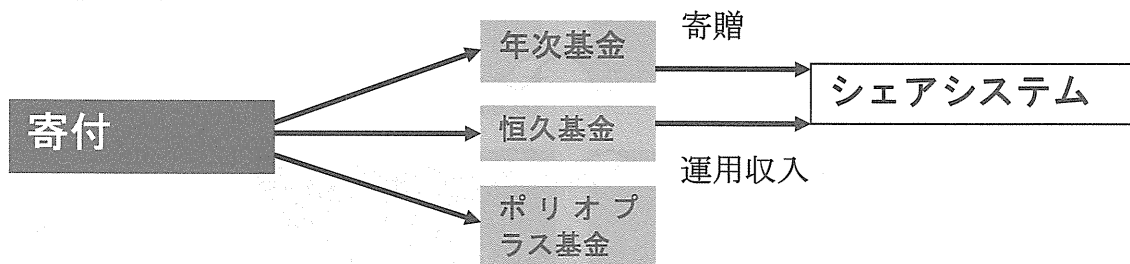 寄付
年次基金
恒久基金
ポリオプ
ラス基金
寄贈
運用収入
シェアシステム